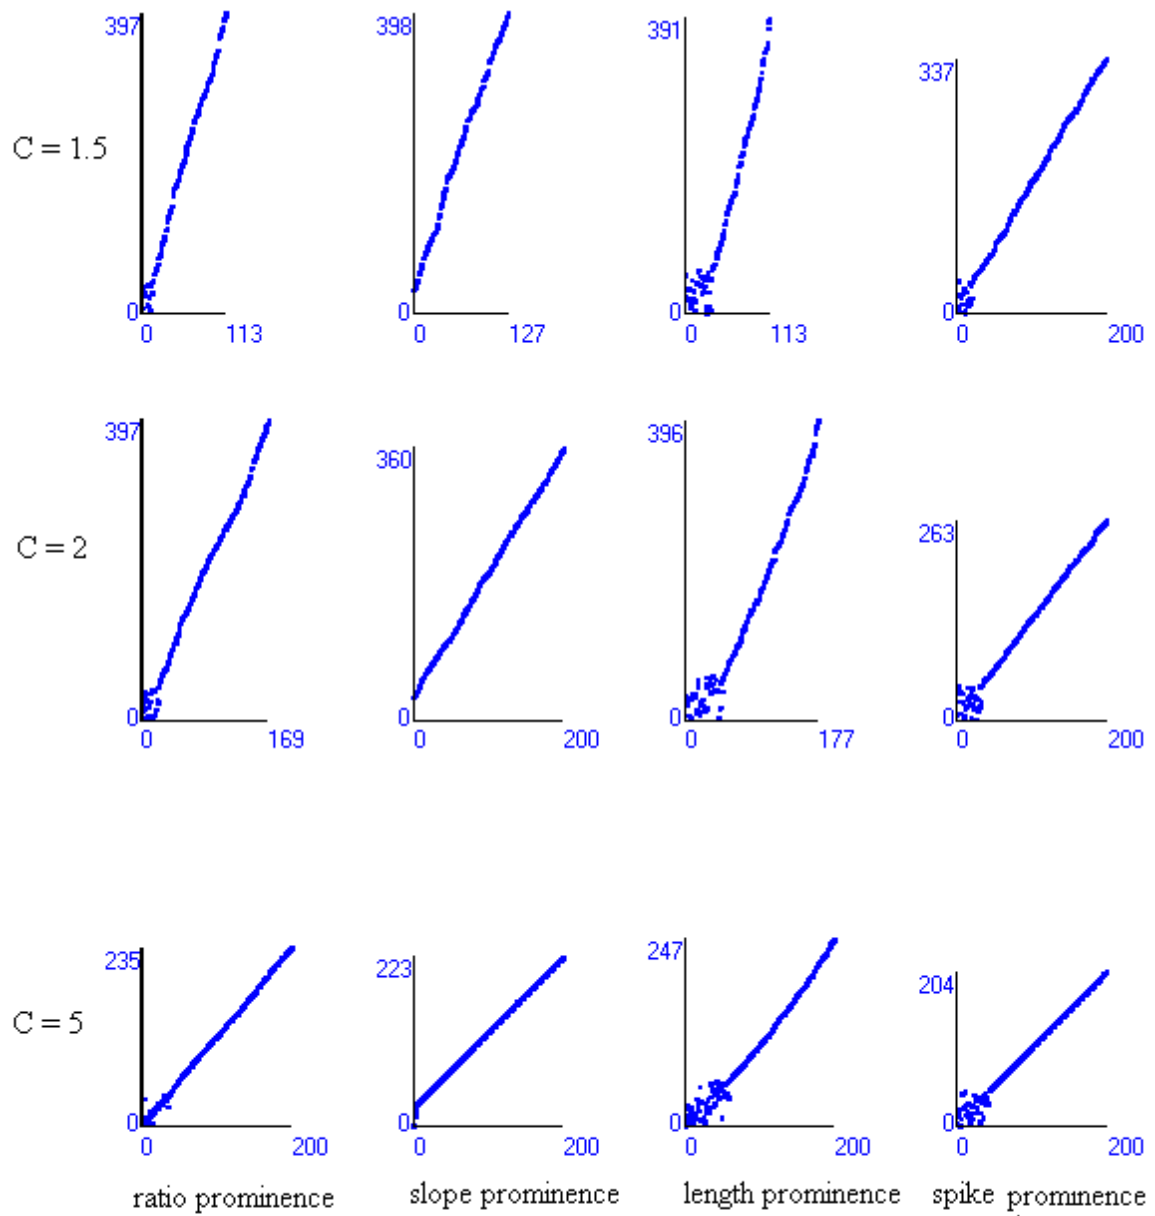 397 398 391 337
C = 1.5
0 0 0 0
0 113 0 127 0 113 0 200
397 360 396 263
C = 2
0 0 0 0
0 169 0 200 0 177 0 200
235 223 247 204
C = 5
0 0 0 0
0 200 0 200 0 200 0 200
ratio prominence slope prominence length prominence spike prominence